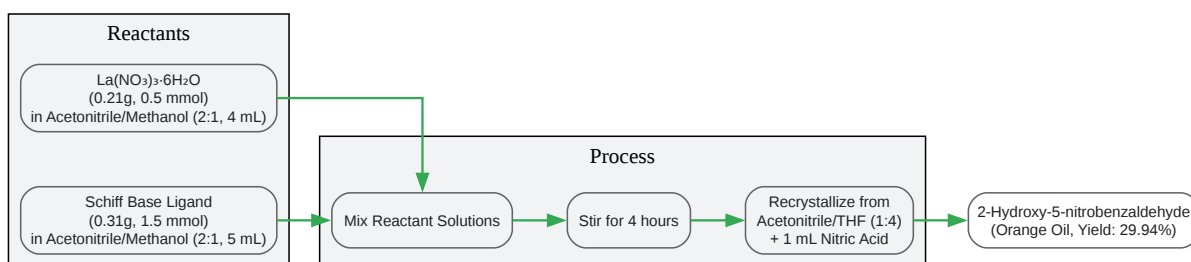 Reactants
La(NO₃)₃·6H₂O
(0.21g, 0.5 mmol)
in Acetonitrile/Methanol (2:1, 4 mL)
Schiff Base Ligand
(0.31g, 1.5 mmol)
in Acetonitrile/Methanol (2:1, 5 mL)
Process
Mix Reactant Solutions
Stir for 4 hours
Recrystallize from
Acetonitrile/THF (1:4)
+ 1 mL Nitric Acid
2-Hydroxy-5-nitrobenzaldehyde
(Orange Oil, Yield: 29.94%)